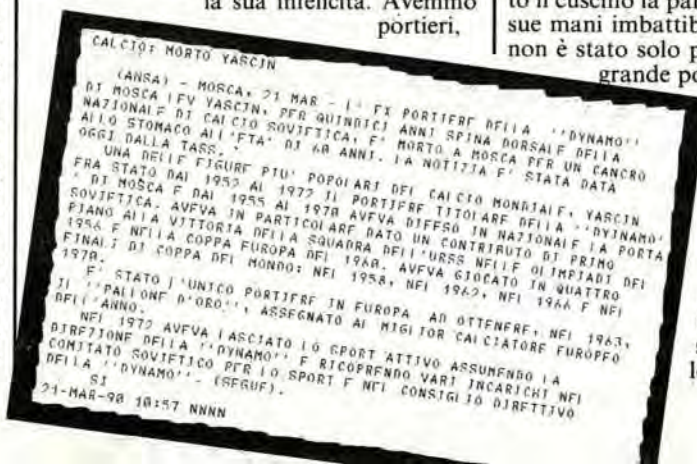 la sua infelicità. Avemmo
portieri,
to il cuscino la pa
sue mani imbattib
non è stato solo p
grande po
CALCIO: MORTO YASCIN
(ANSA) - MOSCA, 21 MAR - L' EX PORTIERE DELLA ''DYNAMO''
DI MOSCA LEV YASCIN, PER QUINDICI ANNI SPINA DORSALE DELLA
NAZIONALE DI CALCIO SOVIETICA, E' MORTO A MOSCA PER UN CANCRO
ALLO STOMACO ALL'ETA' DI 60 ANNI. LA NOTIZIA E' STATA DATA
OGGI DALLA TASS.
UNA DELLE FIGURE PIU' POPOLARI DEL CALCIO MONDIALE, YASCIN
ERA STATO DAL 1952 AL 1972 IL PORTIERE TITOLARE DELLA ''DYINAMO'
' DI MOSCA E DAL 1955 AL 1970 AVEVA DIFESO IN NAZIONALE LA PORTA
SOVIETICA. AVEVA IN PARTICOLARE DATO UN CONTRIBUTO DI PRIMO
PIANO ALLA VITTORIA DELLA SQUADRA DELL'URSS NELLE OLIMPIADI DEL
1956 E NELLA COPPA EUROPA DEL 1960. AVEVA GIOCATO IN QUATTRO
FINALI DI COPPA DEL MONDO: NEL 1958, NEL 1962, NEL 1966 E NEL
1970.
E' STATO L'UNICO PORTIERE IN EUROPA AD OTTENERE, NEL 1963,
IL ''PALLONE D'ORO'', ASSEGNATO AL MIGLIOR CALCIATORE EUROPEO
DELL'ANNO.
NEL 1972 AVEVA LASCIATO LO SPORT ATTIVO ASSUMENDO LA
DIREZIONE DELLA ''DYNAMO'' E RICOPRENDO VARI INCARICHI NEL
COMITATO SOVIETICO PER LO SPORT E NEL CONSIGLIO DIRETTIVO
DELLA ''DYNAMO''- (SEGUE).
SI
21-MAR-90 10:57 NNNN